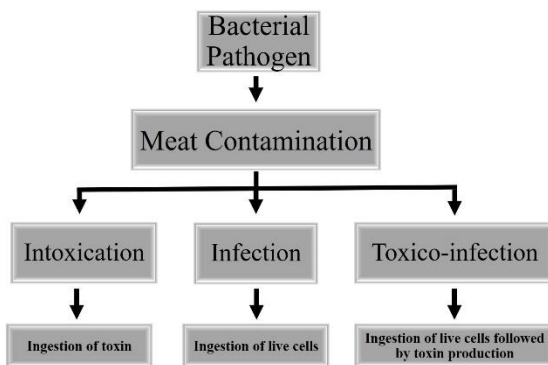 Bacterial
Pathogen
Meat Contamination
Intoxication
Infection
Toxico-infection
Ingestion of toxin
Ingestion of live cells
Ingestion of live cells followed
by toxin production